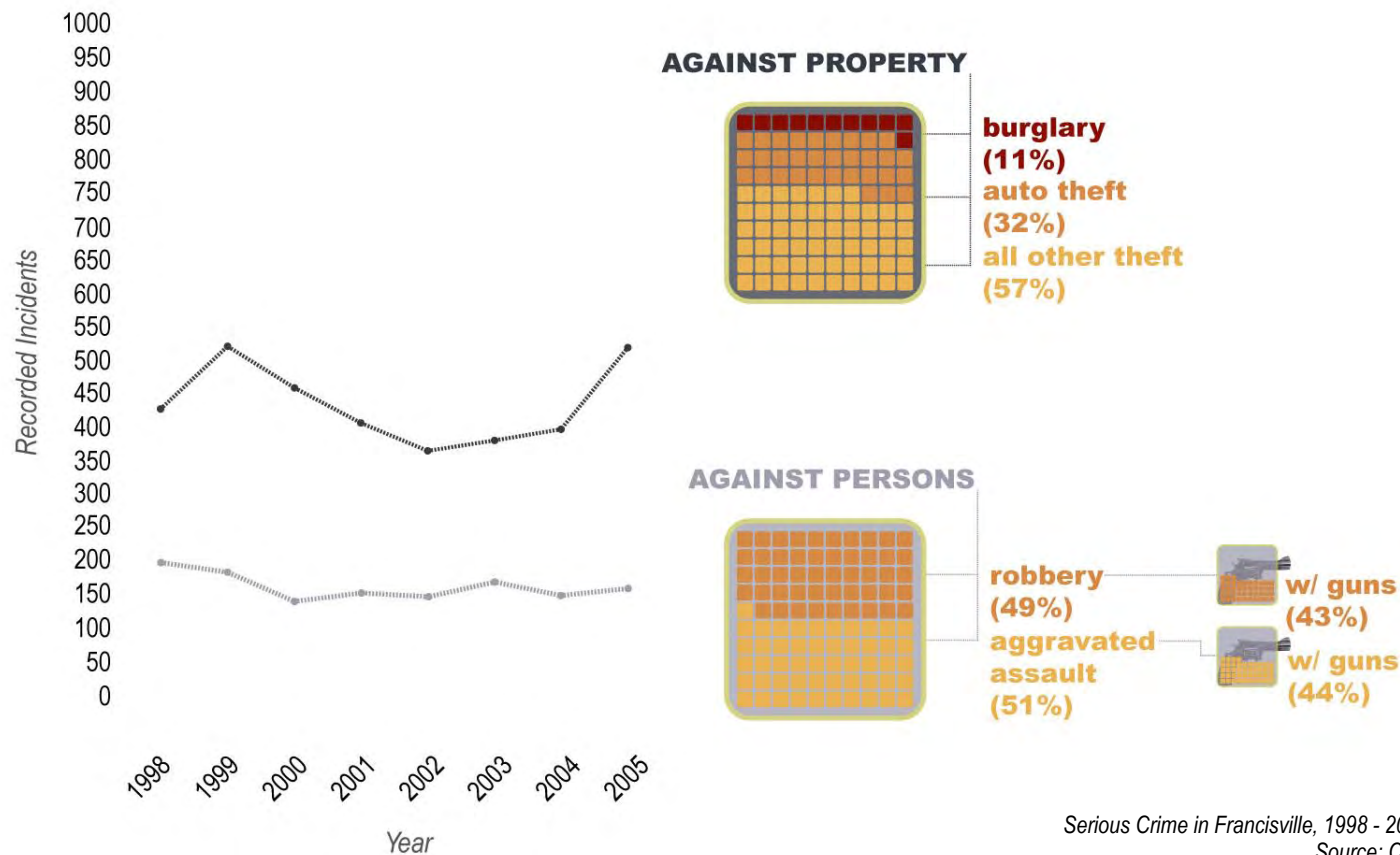 1000
950
900
850
800
750
700
650
600
550
500
450
400
350
300
250
200
150
100
50
0
Recorded Incidents
1998
1999
2000
2001
2002
2003
2004
2005
Year
AGAINST PROPERTY
burglary
(11%)
auto theft
(32%)
all other theft
(57%)
AGAINST PERSONS
robbery
(49%)
aggravated
assault
(51%)
w/ guns
(43%)
w/ guns
(44%)
Serious Crime in Francisville, 1998 -
Source: